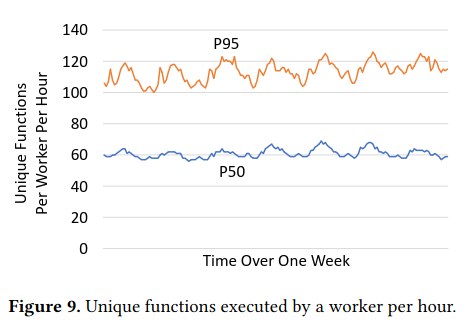 140
120
100
80
60
40
20
0
Unique Functions
Per Worker Per Hour
P95
P50
Time Over One Week
Figure 9. Unique functions executed by a worker per hour.